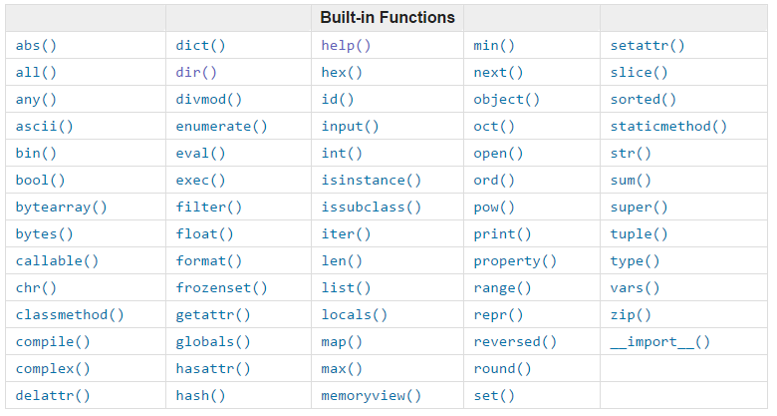 Built-in Functions
abs() dict() help() min() setattr()
all() dir() hex() next() slice()
any() divmod() id() object() sorted()
ascii() enumerate() input() oct() staticmethod()
bin() eval() int() open() str()
bool() exec() isinstance() ord() sum()
bytearray() filter() issubclass() pow() super()
bytes() float() iter() print() tuple()
callable() format() len() property() type()
chr() frozenset() list() range() vars()
classmethod() getattr() locals() repr() zip()
compile() globals() map() reversed() __import__()
complex() hasattr() max() round()
delattr() hash() memoryview() set()